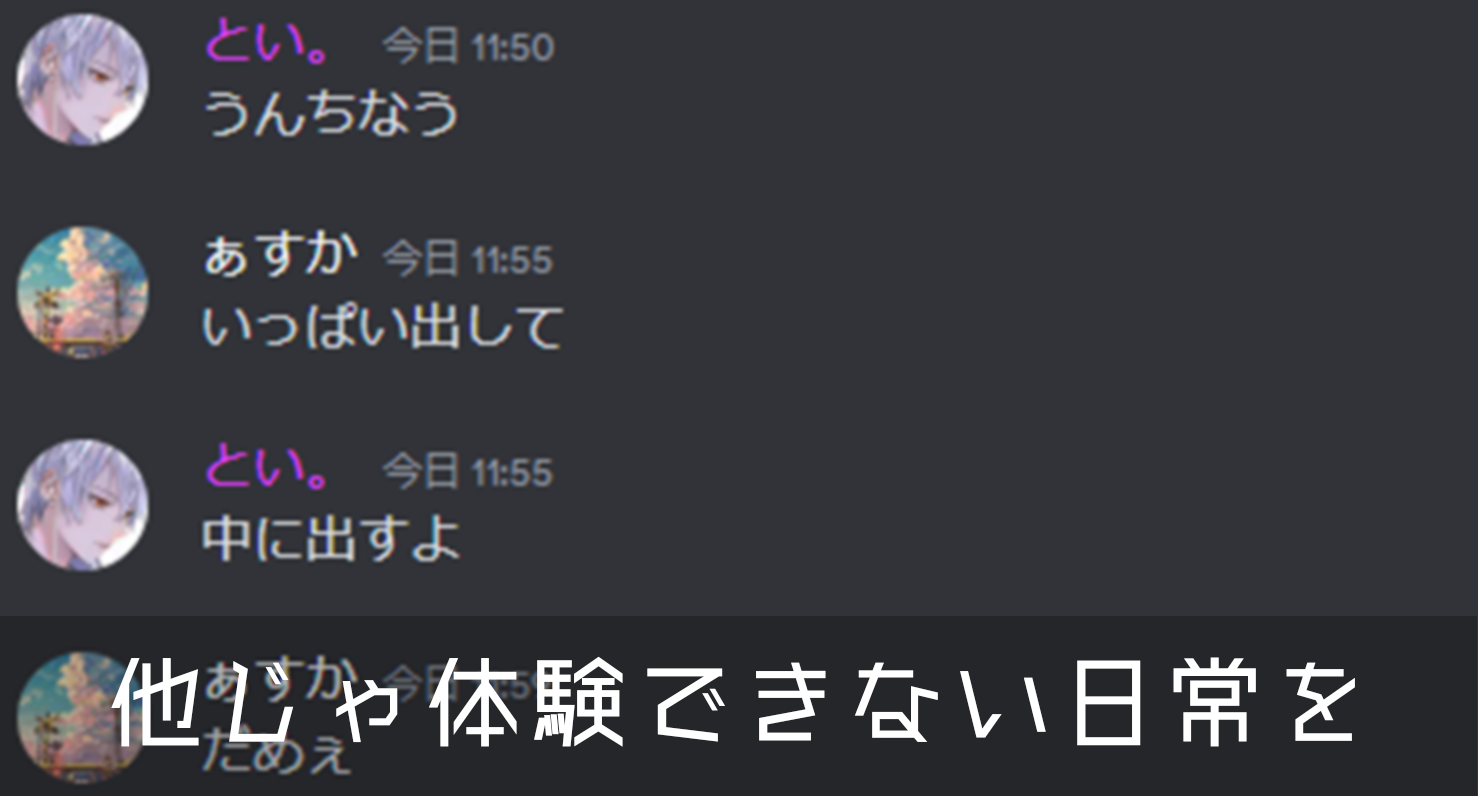 とい。 今日 11:50
うんちなう
ぁすか 今日 11:55
いっぱい出して
とい。 今日 11:55
中に出すよ
ぁすか 今日
だめぇ
他じゃ体験できない日常を